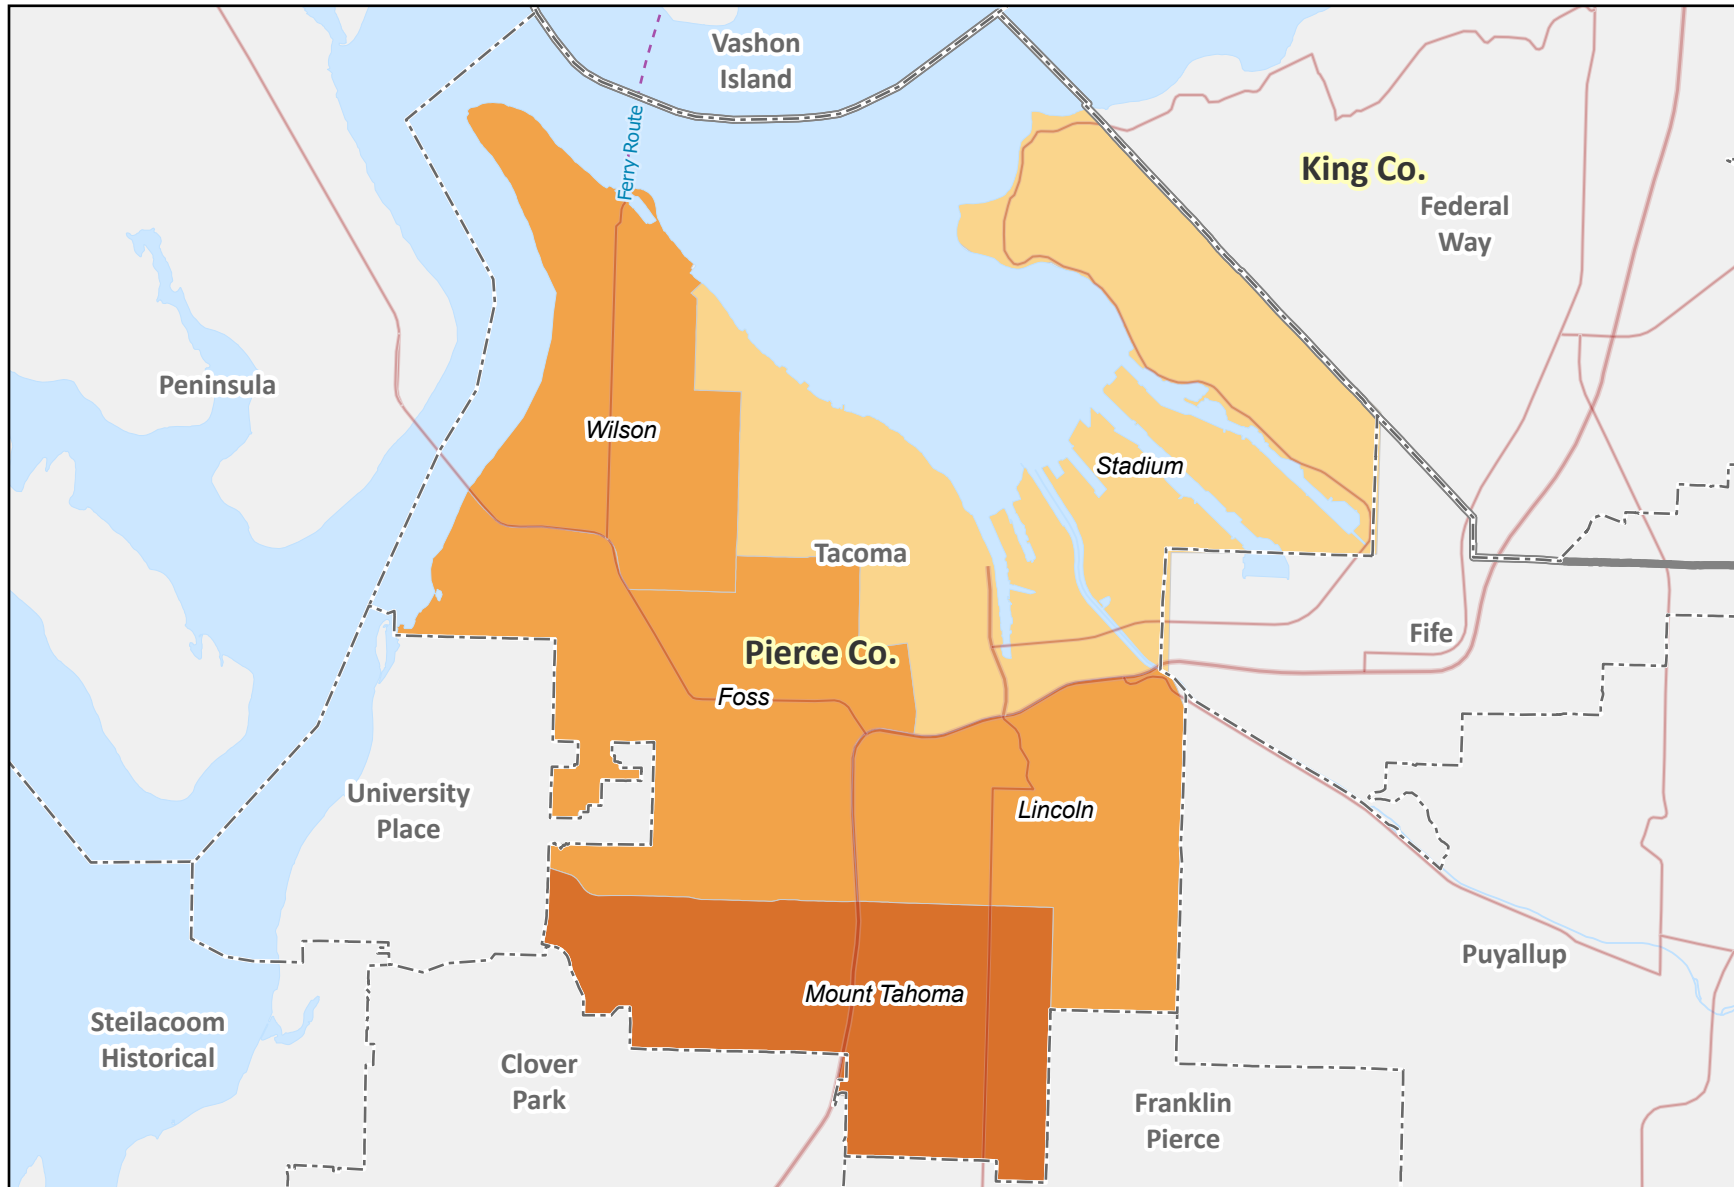 Vashon
Island
Ferry Route
King Co.
Federal
Way
Peninsula
Wilson
Stadium
Tacoma
Fife
Pierce Co.
Foss
University
Place
Lincoln
Puyallup
Mount Tahoma
Steilacoom
Historical
Clover
Park
Franklin
Pierce